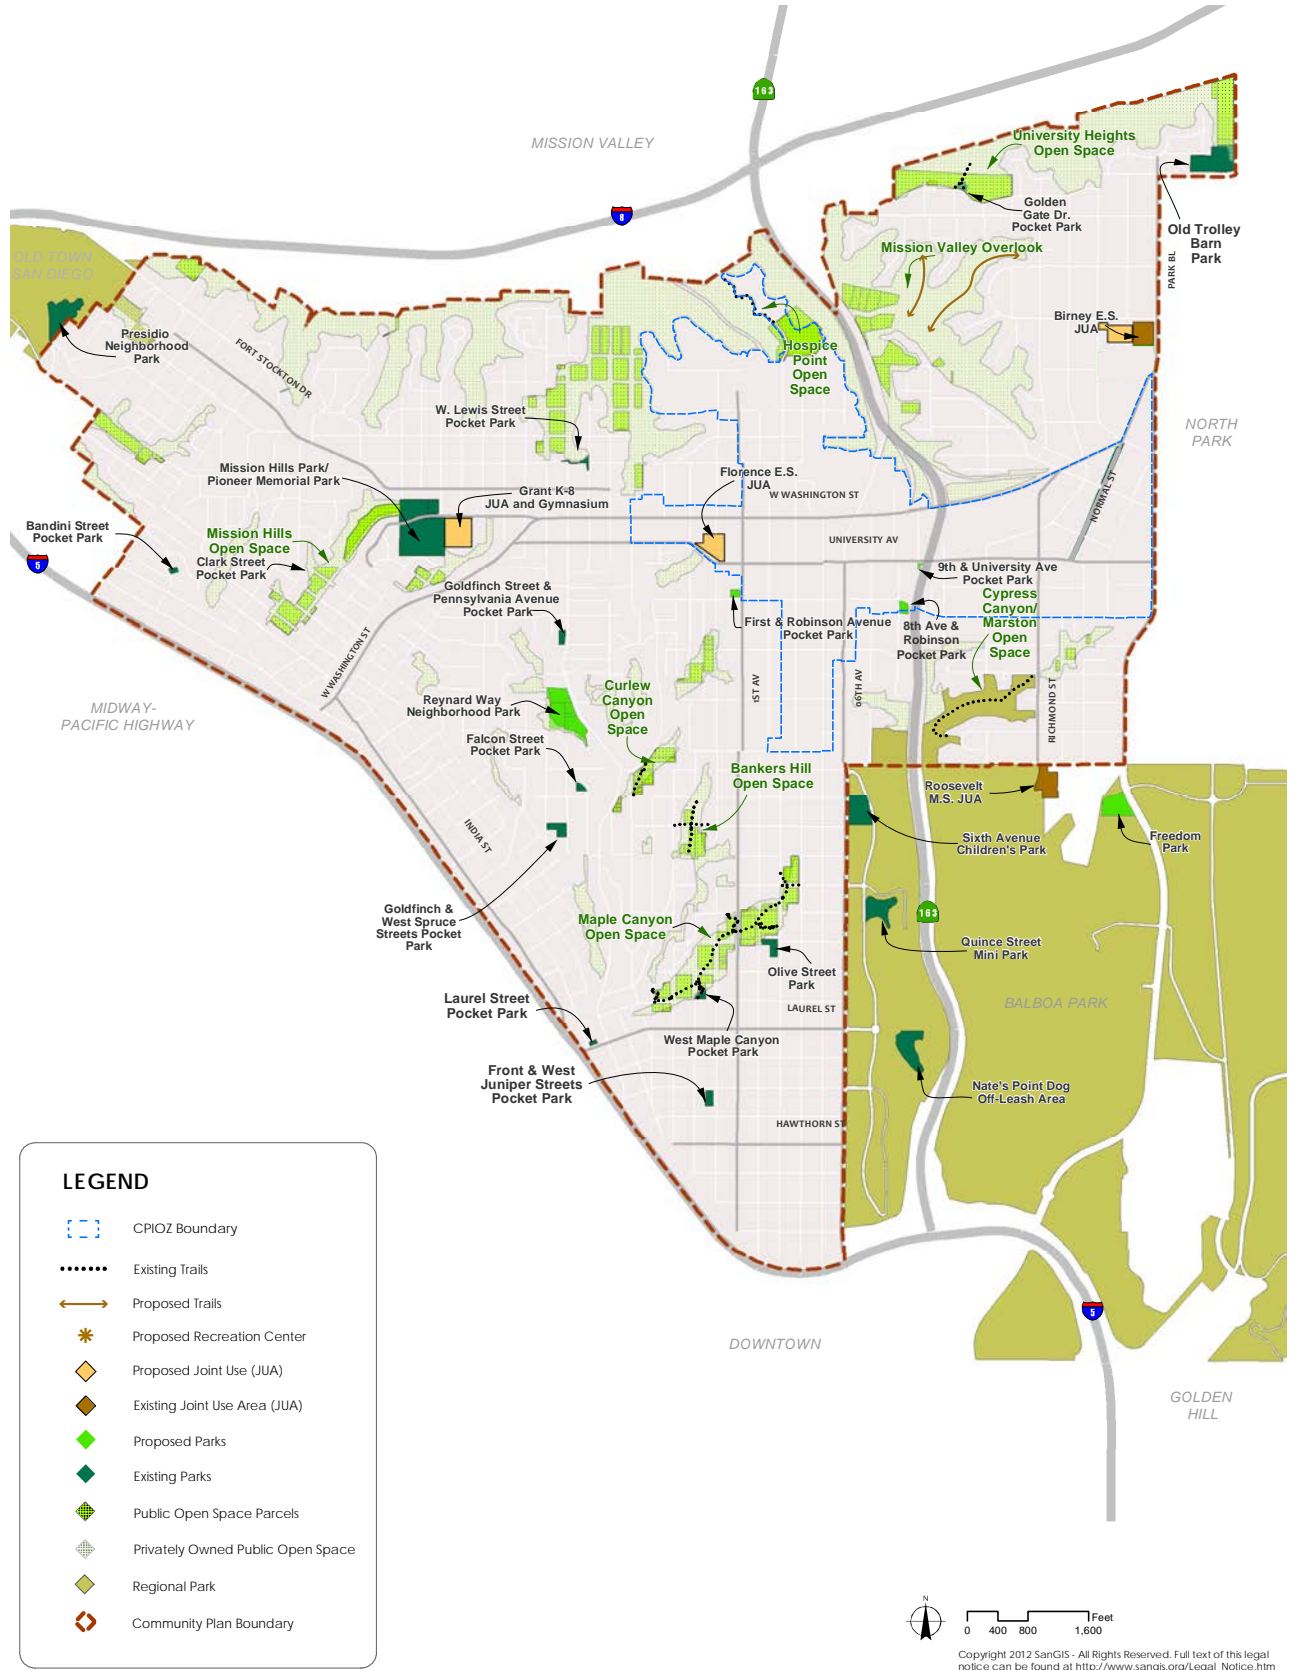 163
MISSION VALLEY
University Heights
Open Space
8
Golden
Gate Dr.
Pocket Park
Old Trolley
Barn
Park
OLD TOWN
SAN DIEGO
Mission Valley Overlook
PARK BL
Presidio
Neighborhood
Park
Birney E.S.
JUA
FORT STOCKTON DR
Hospice
Point
Open
Space
W. Lewis Street
Pocket Park
NORTH
PARK
Mission Hills Park/
Pioneer Memorial Park
Florence E.S.
JUA
Grant K-8
JUA and Gymnasium
W WASHINGTON ST
NORMAL ST
Bandini Street
Pocket Park
Mission Hills
Open Space
Clark Street
Pocket Park
UNIVERSITY AV
5
9th & University Ave
Pocket Park
Goldfinch Street &
Pennsylvania Avenue
Pocket Park
Cypress
Canyon/
Marston
Open
Space
First & Robinson Avenue
Pocket Park
8th Ave &
Robinson
Pocket Park
W WASHINGTON ST
Curlew
Canyon
Open
Space
1ST AV
06TH AV
RICHMOND ST
MIDWAY-
PACIFIC HIGHWAY
Reynard Way
Neighborhood Park
Falcon Street
Pocket Park
Bankers Hill
Open Space
Roosevelt
M.S. JUA
INDIA ST
Sixth Avenue
Children's Park
Freedom
Park
Goldfinch &
West Spruce
Streets Pocket
Park
Maple Canyon
Open Space
163
Quince Street
Mini Park
Olive Street
Park
Laurel Street
Pocket Park
LAUREL ST
BALBOA PARK
West Maple Canyon
Pocket Park
Front & West
Juniper Streets
Pocket Park
Nate's Point Dog
Off-Leash Area
HAWTHORN ST
LEGEND
CPIOZ Boundary
Existing Trails
Proposed Trails
Proposed Recreation Center
Proposed Joint Use (JUA)
Existing Joint Use Area (JUA)
Proposed Parks
Existing Parks
Public Open Space Parcels
Privately Owned Public Open Space
Regional Park
Community Plan Boundary
5
DOWNTOWN
GOLDEN
HILL
N
Feet
0 400 800 1,600
Copyright 2012 SanGIS - All Rights Reserved. Full text of this legal
notice can be found at http://www.sangis.org/Legal_Notice.htm